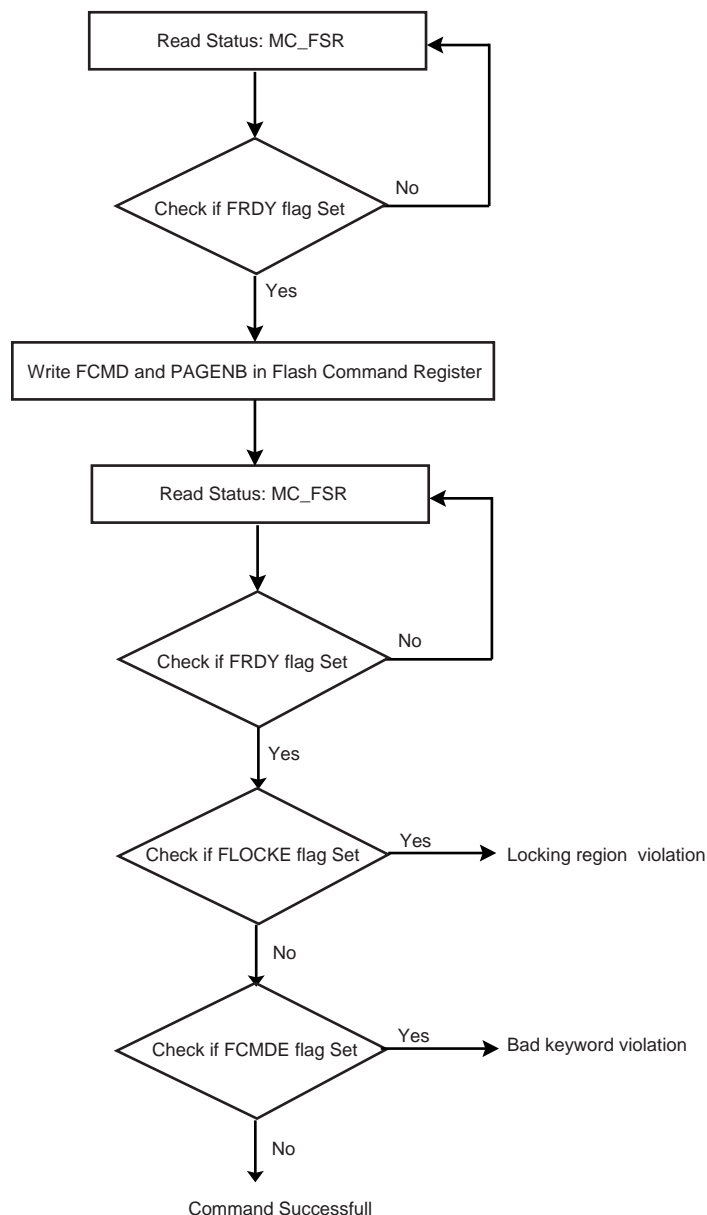 Read Status: MC_FSR
No
Check if FRDY flag Set
Yes
Write FCMD and PAGENB in Flash Command Register
Read Status: MC_FSR
No
Check if FRDY flag Set
Yes
Check if FLOCKE flag Set
Yes
Locking region violation
No
Check if FCMDE flag Set
Yes
Bad keyword violation
No
Command Successfull